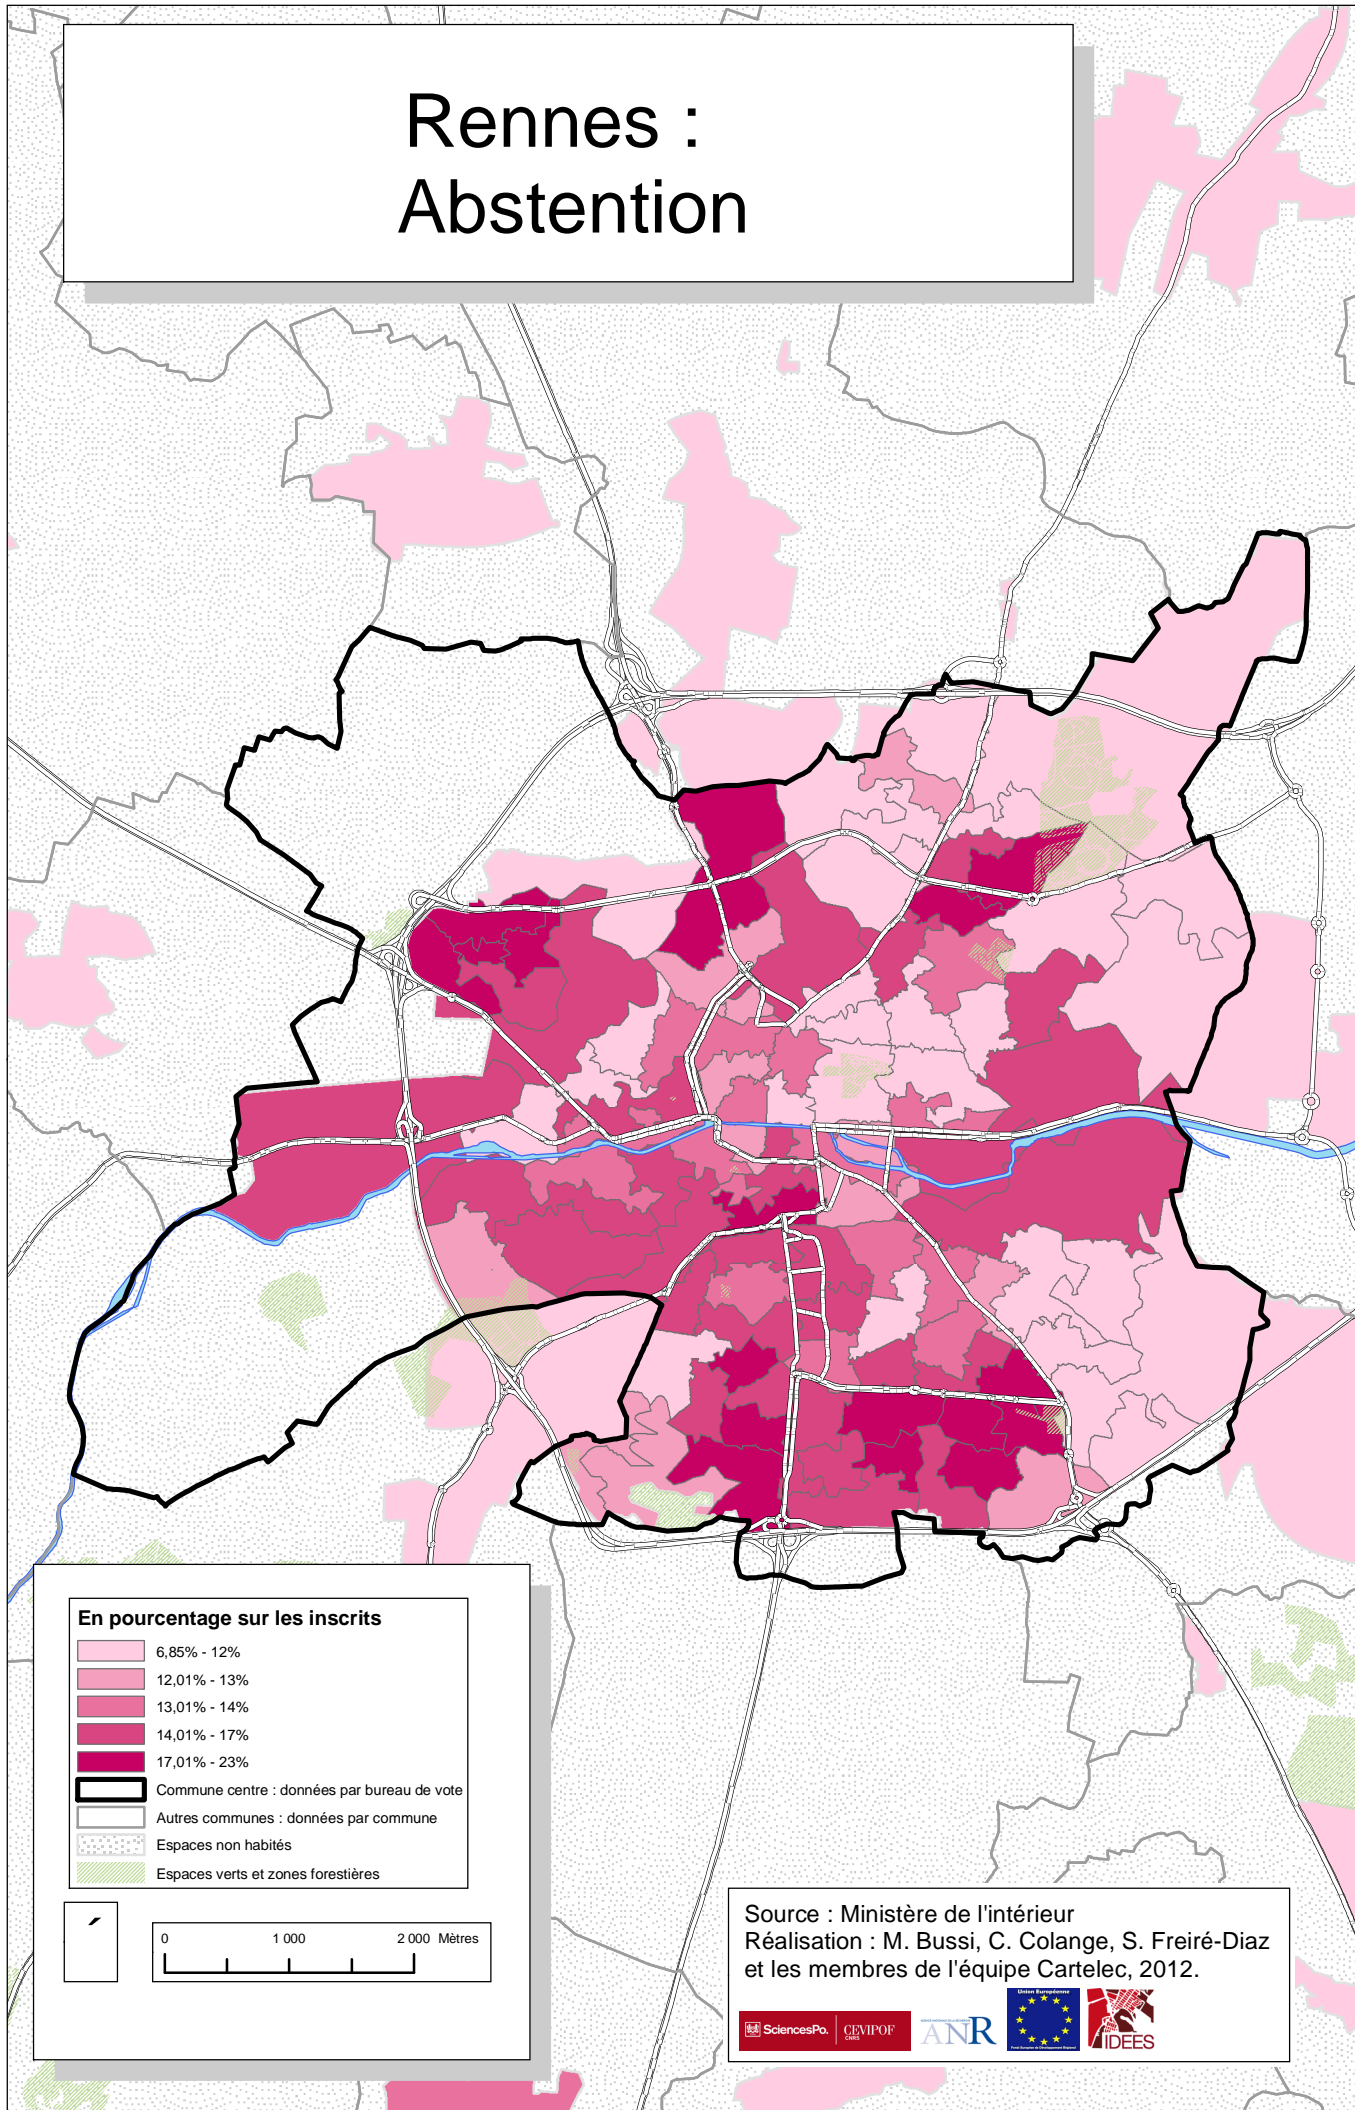 Rennes :
Abstention
En pourcentage sur les inscrits
6,85% - 12%
12,01% - 13%
13,01% - 14%
14,01% - 17%
17,01% - 23%
Commune centre : données par bureau de vote
Autres communes : données par commune
Espaces non habités
Espaces verts et zones forestières
0 1 000 2 000 Mètres
Source : Ministère de l'intérieur
Réalisation : M. Bussi, C. Colange, S. Freiré-Diaz
et les membres de l'équipe Cartelec, 2012.
SciencesPo.
CEVIPOF
CNRS
ANR
Union Européenne
IDEES